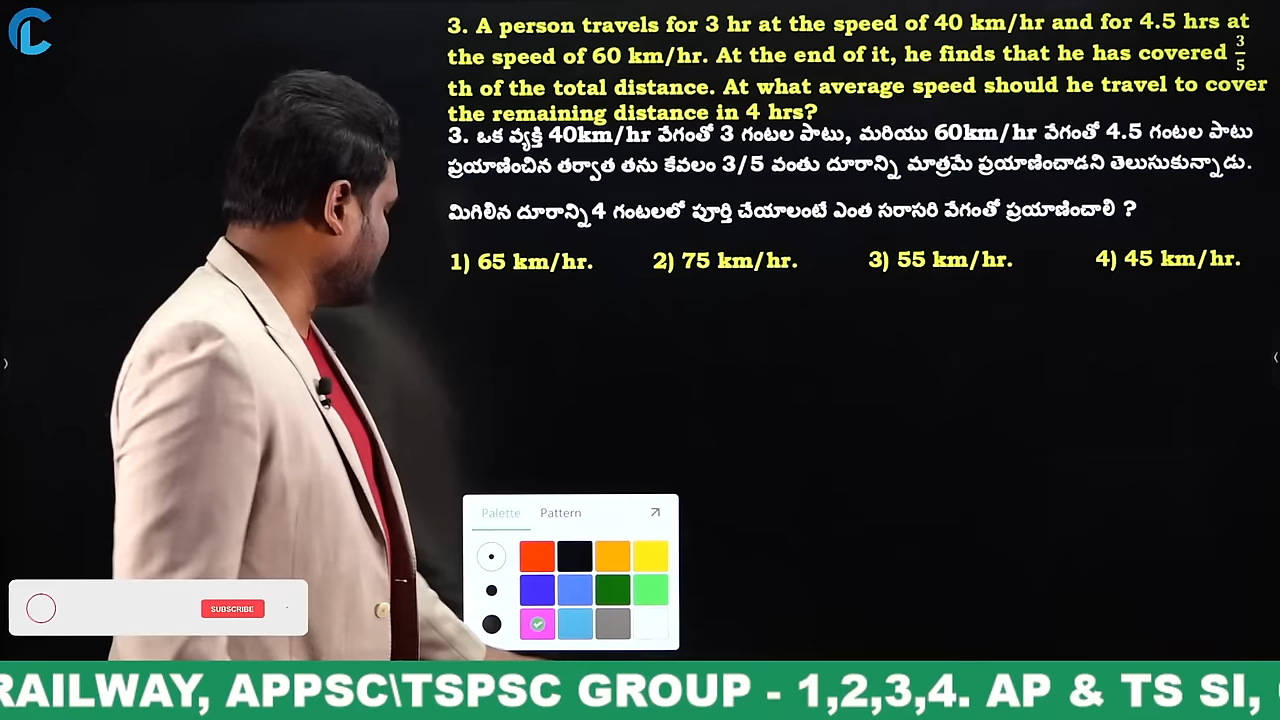 3. A person travels for 3 hr at the speed of 40 km/hr and for 4.5 hrs at
the speed of 60 km/hr. At the end of it, he finds that he has covered 3/5
th of the total distance. At what average speed should he travel to cover
the remaining distance in 4 hrs?
3. ఒక వ్యక్తి 40km/hr వేగంతో 3 గంటల పాటు, మరియు 60km/hr వేగంతో 4.5 గంటల పాటు
ప్రయాణించిన తర్వాత తను కేవలం 3/5 వంతు దూరాన్ని మాత్రమే ప్రయాణించాడని తెలుసుకున్నాడు.
మిగిలిన దూరాన్ని 4 గంటలలో పూర్తి చేయాలంటే ఎంత సరాసరి వేగంతో ప్రయాణించాలి ?
1) 65 km/hr. 2) 75 km/hr. 3) 55 km/hr. 4) 45 km/hr.
Palette Pattern
SUBSCRIBE
RAILWAY, APPSC\TSPSC GROUP - 1,2,3,4. AP & TS SI,